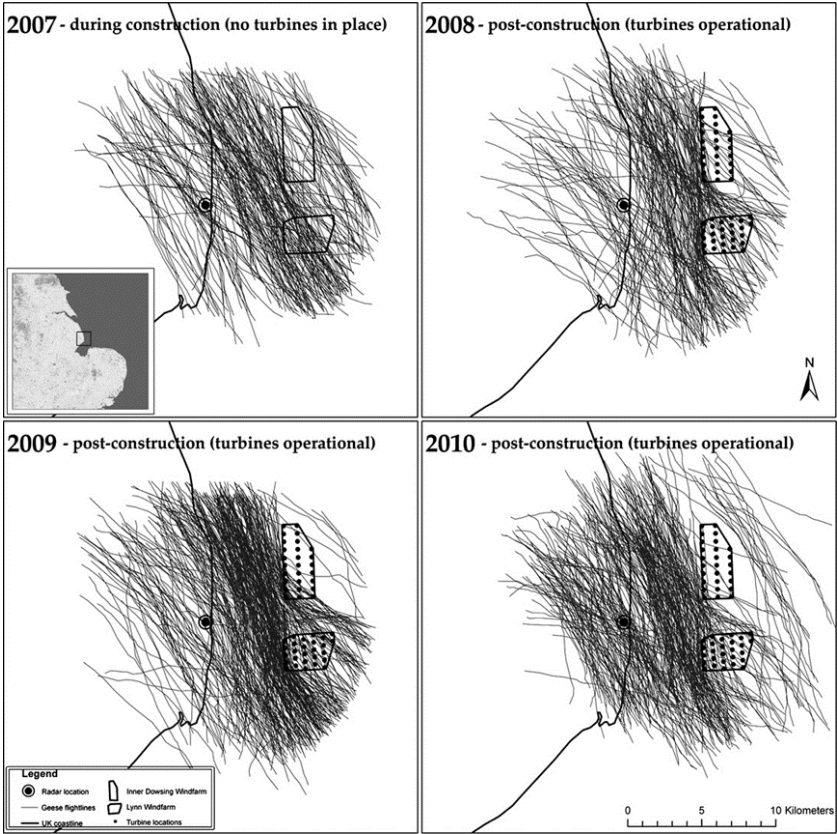 2007 - during construction (no turbines in place)
2008 - post-construction (turbines operational)
N
2009 - post-construction (turbines operational)
2010 - post-construction (turbines operational)
Legend
Radar location
Geese flightlines
UK coastline
Inner Dowsing Windfarm
Lynn Windfarm
Turbine locations
0 5 10 Kilometers